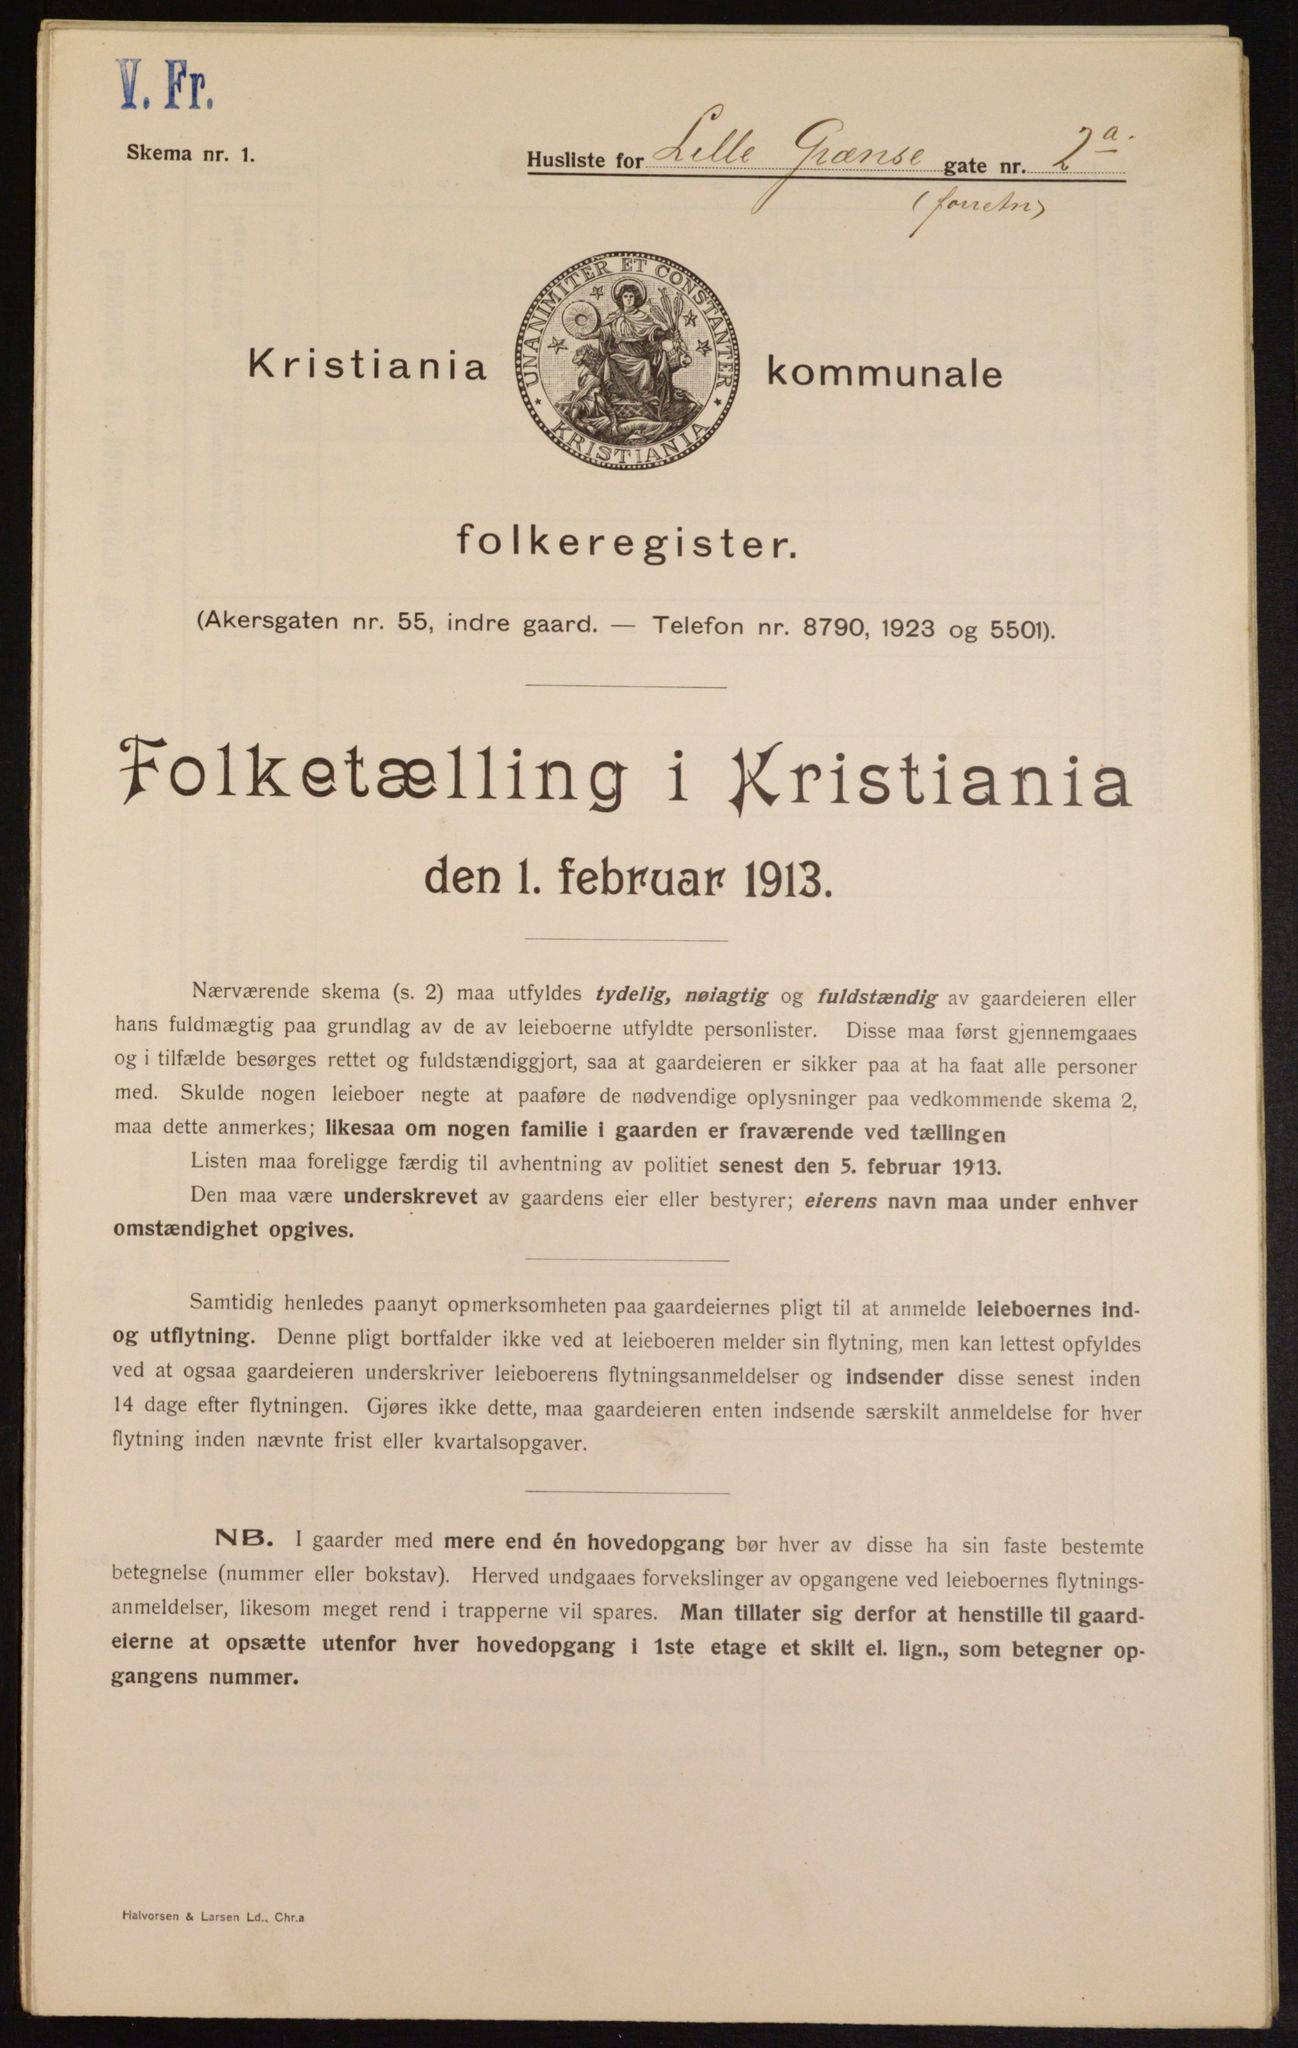 V. Fr.
Skema nr. 1.
Husliste for Lille Grænse gate nr. 2a.
(forretn)
UNANIMITER ET CONSTANTER
KRISTIANIA
Kristiania kommunale
folkeregister.
(Akersgaten nr. 55, indre gaard. — Telefon nr. 8790, 1923 og 5501).
Folketælling i Kristiania
den 1. februar 1913.
Nærværende skema (s. 2) maa utfyldes tydelig, nøiagtig og fuldstændig av gaardeieren eller
hans fuldmægtig paa grundlag av de av leieboerne utfyldte personlister. Disse maa først gjennemgaaes
og i tilfælde besørges rettet og fuldstændiggjort, saa at gaardeieren er sikker paa at ha faat alle personer
med. Skulde nogen leieboer negte at paaføre de nødvendige oplysninger paa vedkommende skema 2,
maa dette anmerkes; likesaa om nogen familie i gaarden er fraværende ved tællingen
Listen maa foreligge færdig til avhentning av politiet senest den 5. februar 1913.
Den maa være underskrevet av gaardens eier eller bestyrer; eierens navn maa under enhver
omstændighet opgives.
Samtidig henledes paanyt opmerksomheten paa gaardeiernes pligt til at anmelde leieboernes ind-
og utflytning. Denne pligt bortfalder ikke ved at leieboeren melder sin flytning, men kan lettest opfyldes
ved at ogsaa gaardeieren underskriver leieboerens flytningsanmeldelser og indsender disse senest inden
14 dage efter flytningen. Gjøres ikke dette, maa gaardeieren enten indsende særskilt anmeldelse for hver
flytning inden nævnte frist eller kvartalsopgaver.
NB. I gaarder med mere end én hovedopgang bør hver av disse ha sin faste bestemte
betegnelse (nummer eller bokstav). Herved undgaaes forvekslinger av opgangene ved leieboernes flytnings-
anmeldelser, likesom meget rend i trapperne vil spares. Man tillater sig derfor at henstille til gaard-
eierne at opsætte utenfor hver hovedopgang i 1ste etage et skilt el. lign., som betegner op-
gangens nummer.
Halvorsen & Larsen Ld., Chr.a